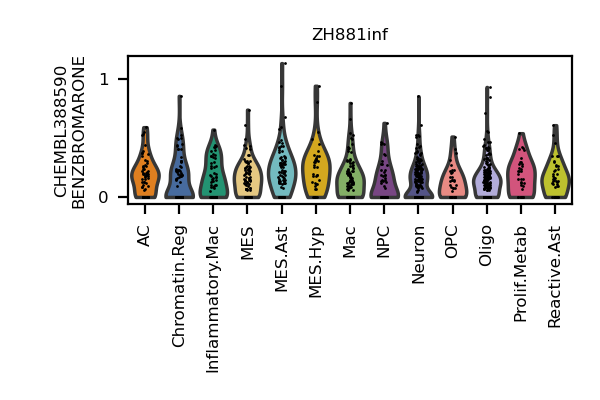 ZH881inf
CHEMBL388590
BENZBROMARONE
1
0
AC
Chromatin.Reg
Inflammatory.Mac
MES
MES.Ast
MES.Hyp
Mac
NPC
Neuron
OPC
Oligo
Prolif.Metab
Reactive.Ast